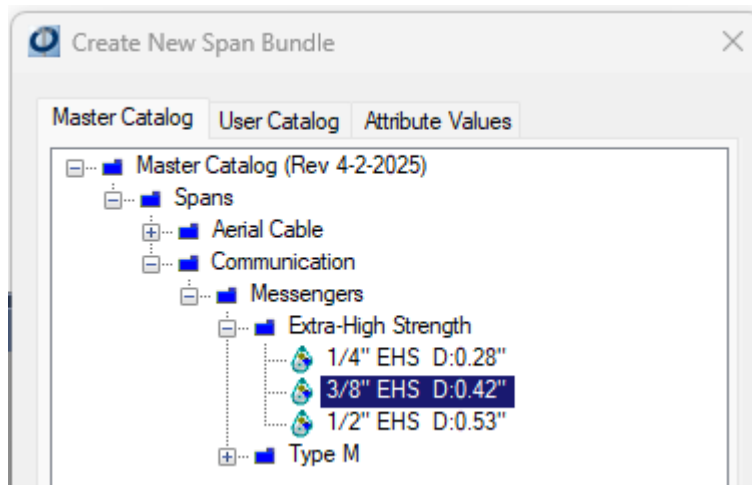 Create New Span Bundle
Master Catalog User Catalog Attribute Values
Master Catalog (Rev 4-2-2025)
Spans
Aerial Cable
Communication
Messengers
Extra-High Strength
1/4" EHS D:0.28"
3/8" EHS D:0.42"
1/2" EHS D:0.53"
Type M